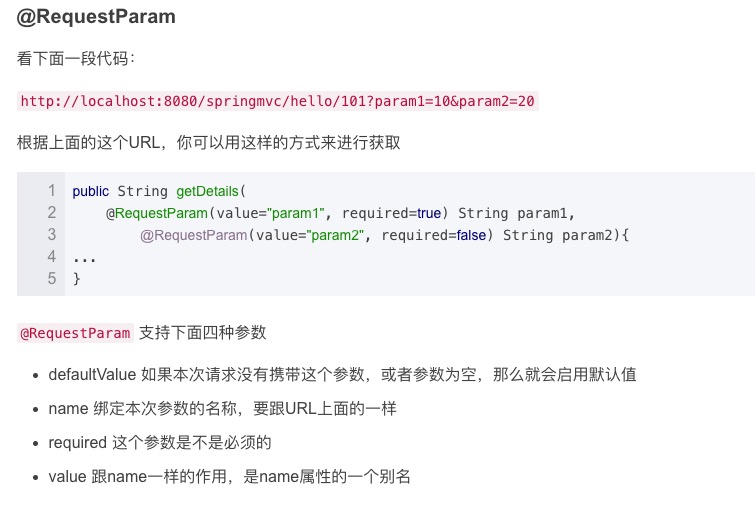 @RequestParam
看下面一段代码：
http://localhost:8080/springmvc/hello/101?param1=10&param2=20
根据上面的这个URL，你可以用这样的方式来进行获取
1 public String getDetails(
2     @RequestParam(value="param1", required=true) String param1,
3         @RequestParam(value="param2", required=false) String param2){
4 ...
5 }
@RequestParam 支持下面四种参数
• defaultValue 如果本次请求没有携带这个参数，或者参数为空，那么就会启用默认值
• name 绑定本次参数的名称，要跟URL上面的一样
• required 这个参数是不是必须的
• value 跟name一样的作用，是name属性的一个别名